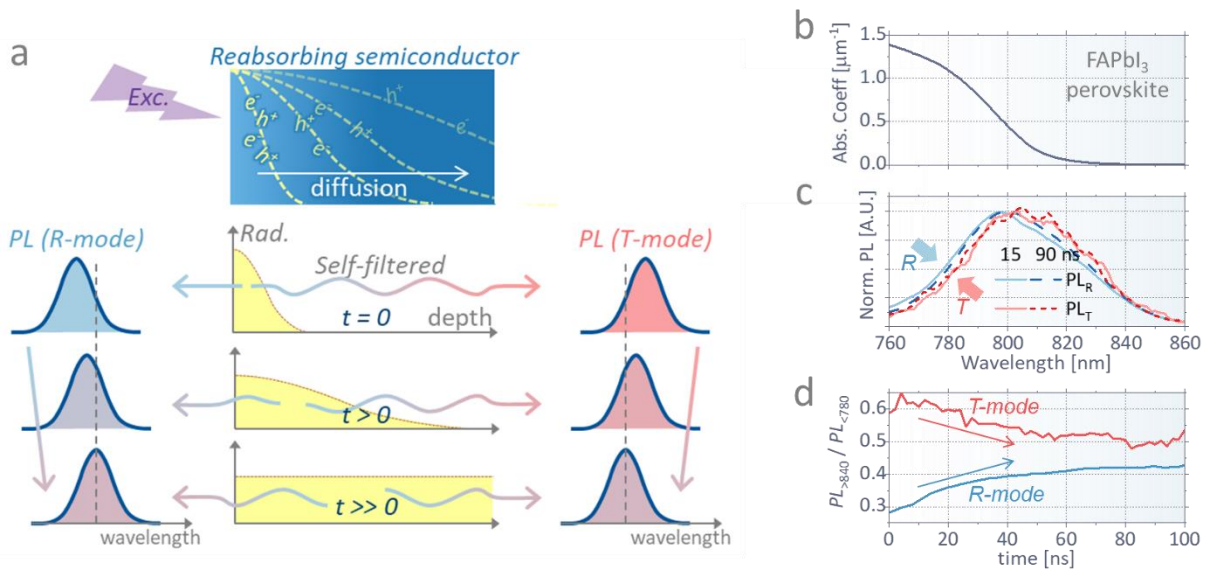 a
Reabsorbing semiconductor
Exc.
e⁻ h⁺ e⁻ h⁺
h⁺ e⁻
e⁻ h⁺
h⁺ e⁻
diffusion
PL (R-mode)
Rad.
Self-filtered
t = 0
depth
PL (T-mode)
t > 0
t >> 0
wavelength
wavelength
b
Abs. Coeff [μm⁻¹]
1.5
1.0
0.5
0.0
FAPbI₃
perovskite
c
Norm. PL [A.U.]
R
T
15 90 ns
PL_R
PL_T
760 780 800 820 840 860
Wavelength [nm]
d
PL_>840 / PL_<780
0.6
0.5
0.4
0.3
T-mode
R-mode
0 20 40 60 80 100
time [ns]